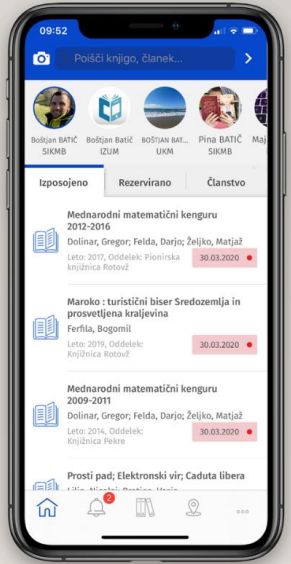 09:52
Poišči knjigo, članek...
Boštjan BATIČ
SIKMB
Boštjan Batič
IZUM
BOŠTJAN BAT...
UKM
Pina BATIČ
SIKMB
Maj
Izposojeno
Rezervirano
Članstvo
Mednarodni matematični kenguru
2012-2016
Dolinar, Gregor; Felda, Darjo; Željko, Matjaž
Leto: 2017, Oddelek: Pionirska
knjižnica Rotovž
30.03.2020
Maroko : turistični biser Sredozemlja in
prosvetljena kraljevina
Ferfila, Bogomil
Leto: 2019, Oddelek:
Knjižnica Rotovž
30.03.2020
Mednarodni matematični kenguru
2009-2011
Dolinar, Gregor; Felda, Darjo; Željko, Matjaž
Leto: 2014, Oddelek:
Knjižnica Pekre
30.03.2020
Prosti pad; Elektronski vir; Caduta libera
2